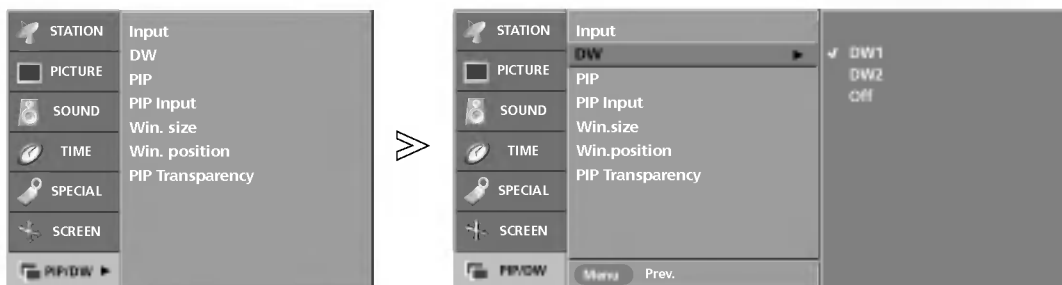 STATION
PICTURE
SOUND
TIME
SPECIAL
SCREEN
PIP/DW
Input
DW
PIP
PIP Input
Win. size
Win. position
PIP Transparency
STATION
PICTURE
SOUND
TIME
SPECIAL
SCREEN
PIP/DW
Input
DW
PIP
PIP Input
Win.size
Win.position
PIP Transparency
Menu Prev.
DW1
DW2
Off